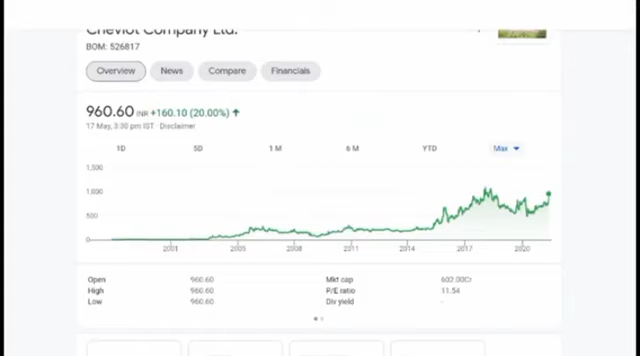 Cheviot Company Ltd.
BOM: 526817
Overview News Compare Financials
960.60 INR +160.10 (20.00%) ↑
17 May, 3:30 pm IST · Disclaimer
1D 5D 1 M 6 M YTD Max
1,500
1,000
500
0
2001 2005 2008 2011 2014 2017 2020
Open 960.60 Mkt cap 602.00Cr
High 960.60 P/E ratio 11.54
Low 960.60 Div yield -